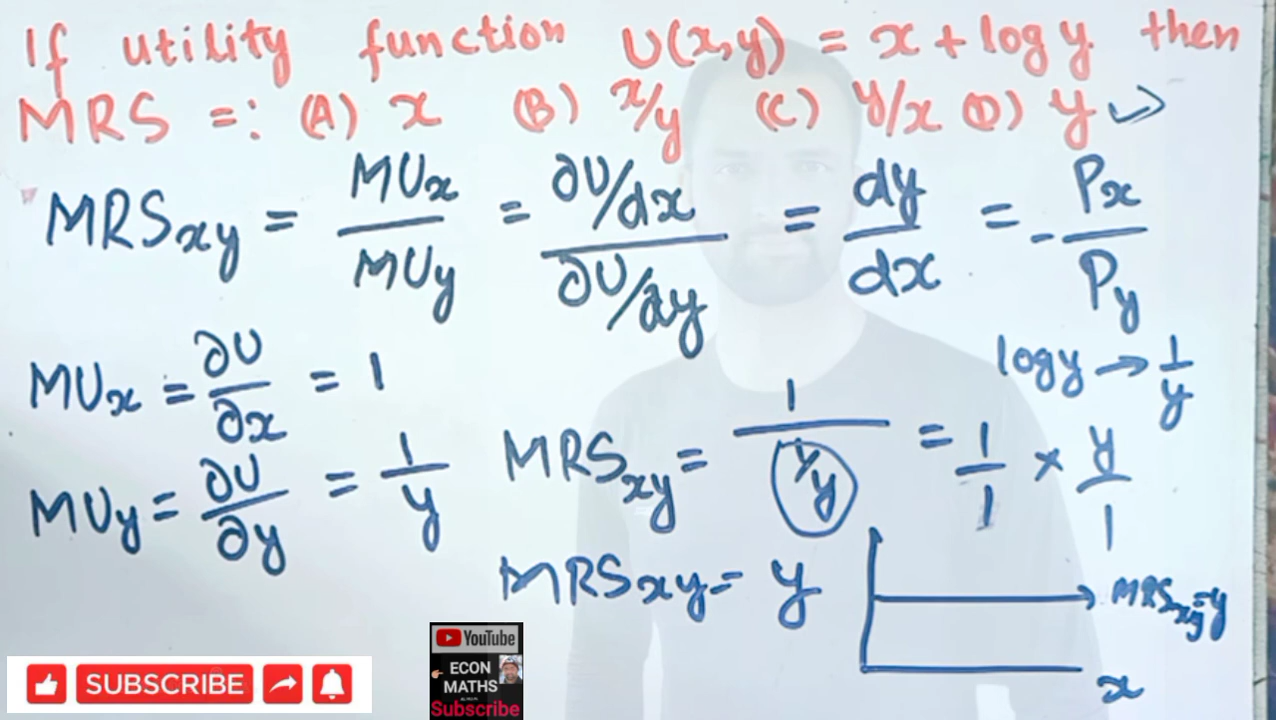 If utility function U(x,y) = x + log y then
MRS =: (A) x (B) x/y (C) y/x (D) y ✓
MRSxy = MUx / MUy = ∂U/dx / ∂U/∂y = dy / dx = - Px / Py
log y → 1/y
MUx = ∂U/∂x = 1
MUy = ∂U/∂y = 1/y
MRSxy = 1 / (1/y) = 1/1 × y/1
MRSxy = y
MRSxy=y
x
SUBSCRIBE
YouTube
ECON
MATHS
Subscribe